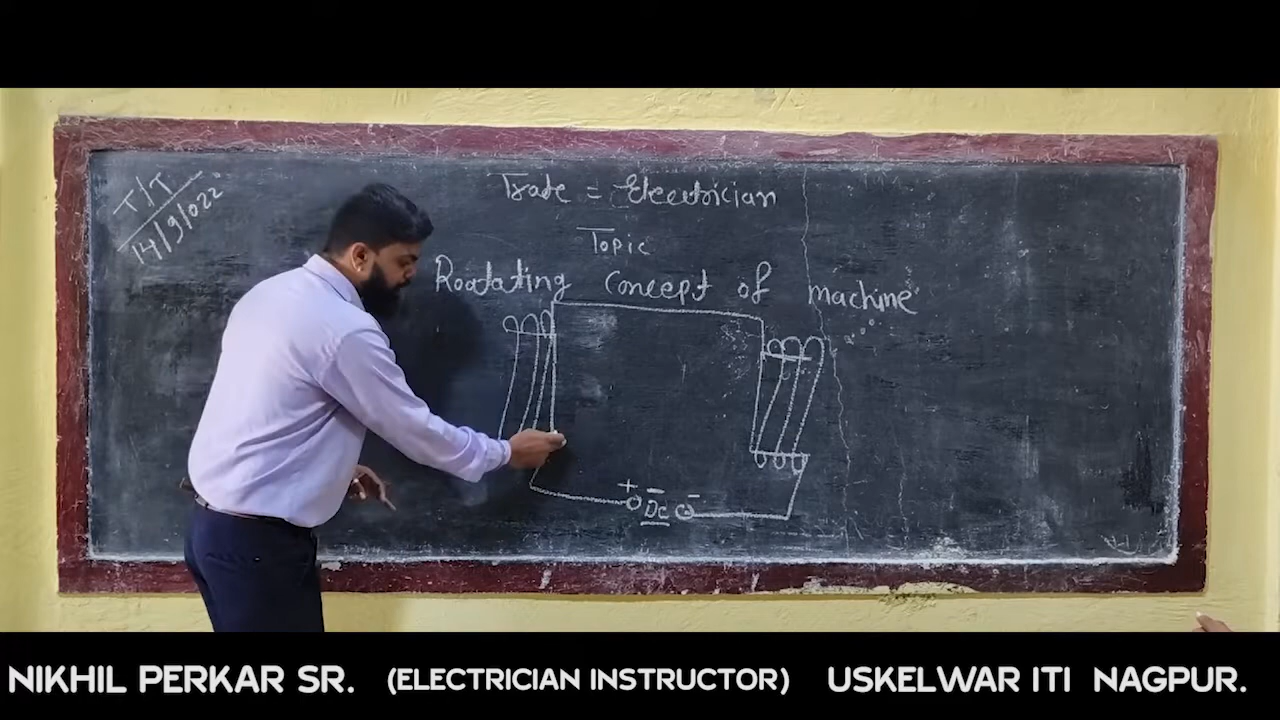 T/T
14/9/022
Trade = Electrician
Topic
Roatating Concept of machine
+ DC -
NIKHIL PERKAR SR. (ELECTRICIAN INSTRUCTOR) USKELWAR ITI NAGPUR.